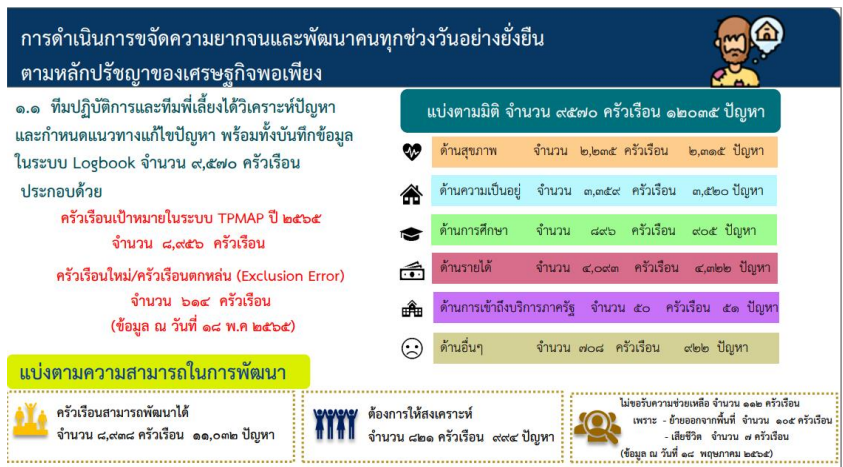 การดำเนินการขจัดความยากจนและพัฒนาคนทุกช่วงวันอย่างยั่งยืน
ตามหลักปรัชญาของเศรษฐกิจพอเพียง
๑.๑ ทีมปฏิบัติการและทีมพี่เลี้ยงได้วิเคราะห์ปัญหา
และกำหนดแนวทางแก้ไขปัญหา พร้อมทั้งบันทึกข้อมูล
ในระบบ Logbook จำนวน ๙,๕๗๐ ครัวเรือน
ประกอบด้วย
ครัวเรือนเป้าหมายในระบบ TPMAP ปี ๒๕๖๕
จำนวน ๘,๙๕๖ ครัวเรือน
ครัวเรือนใหม่/ครัวเรือนตกหล่น (Exclusion Error)
จำนวน ๖๑๔ ครัวเรือน
(ข้อมูล ณ วันที่ ๑๘ พ.ค ๒๕๖๕)
แบ่งตามมิติ จำนวน ๙๕๗๐ ครัวเรือน ๑๒๐๓๕ ปัญหา
ด้านสุขภาพ จำนวน ๒,๒๓๕ ครัวเรือน ๒,๓๑๕ ปัญหา
ด้านความเป็นอยู่ จำนวน ๓,๓๕๙ ครัวเรือน ๓,๕๒๐ ปัญหา
ด้านการศึกษา จำนวน ๘๙๖ ครัวเรือน ๙๐๕ ปัญหา
ด้านรายได้ จำนวน ๔,๐๙๓ ครัวเรือน ๔,๓๒๒ ปัญหา
ด้านการเข้าถึงบริการภาครัฐ จำนวน ๕๐ ครัวเรือน ๕๑ ปัญหา
ด้านอื่นๆ จำนวน ๗๐๘ ครัวเรือน ๙๒๒ ปัญหา
แบ่งตามความสามารถในการพัฒนา
ครัวเรือนสามารถพัฒนาได้
จำนวน ๘,๙๓๘ ครัวเรือน ๑๑,๐๓๒ ปัญหา
ต้องการให้สงเคราะห์
จำนวน ๘๒๑ ครัวเรือน ๙๙๔ ปัญหา
ไม่ขอรับความช่วยเหลือ จำนวน ๑๑๒ ครัวเรือน
เพราะ - ย้ายออกจากพื้นที่ จำนวน ๑๐๕ ครัวเรือน
- เสียชีวิต จำนวน ๗ ครัวเรือน
(ข้อมูล ณ วันที่ ๑๘ พฤษภาคม ๒๕๖๕)